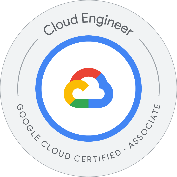 Cloud Engineer
GOOGLE CLOUD CERTIFIED · ASSOCIATE